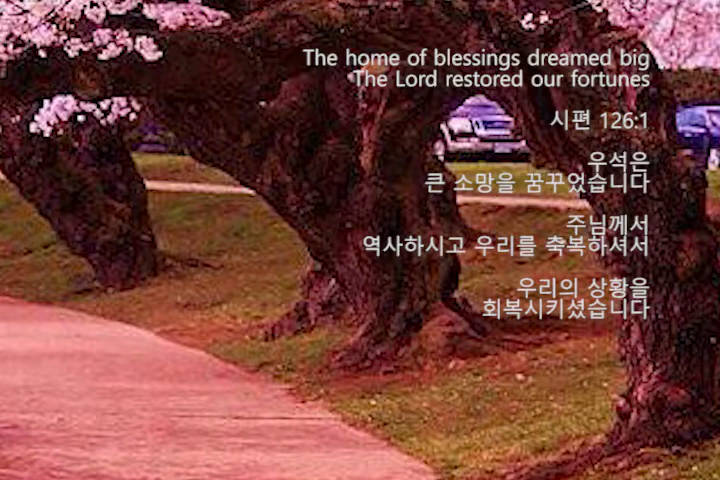 The home of blessings dreamed big
The Lord restored our fortunes
시편 126:1
우석은
큰 소망을 꿈꾸었습니다
주님께서
역사하시고 우리를 축복하셔서
우리의 상황을
회복시키셨습니다